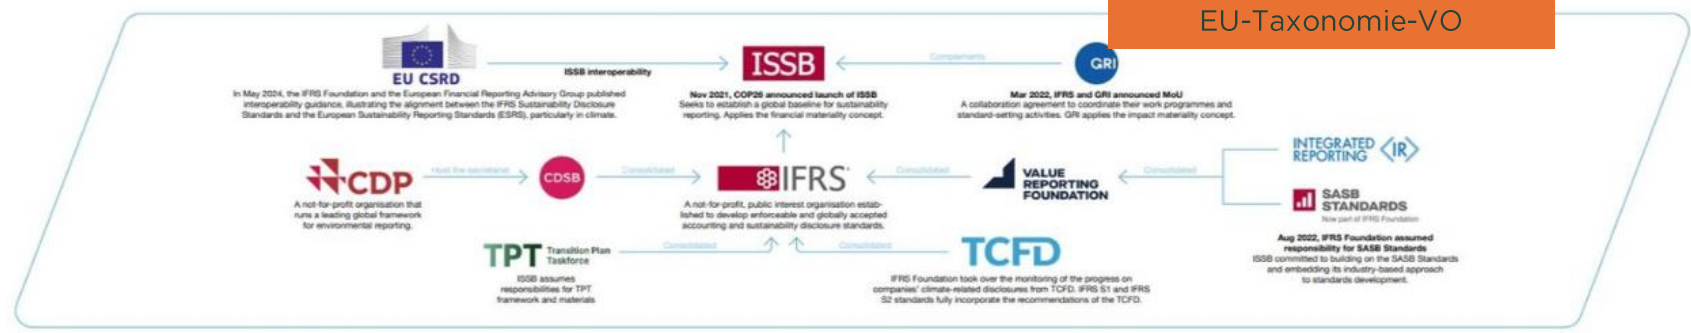 EU-Taxonomie-VO
EU CSRD
ISSB interoperability
ISSB
Complements
GRI
In May 2024, the IFRS Foundation and the European Financial Reporting Advisory Group published
interoperability guidance, illustrating the alignment between the IFRS Sustainability Disclosure
Standards and the European Sustainability Reporting Standards (ESRS), particularly in climate.
Nov 2021, COP26 announced launch of ISSB
Seeks to establish a global baseline for sustainability
reporting. Applies the financial materiality concept.
Mar 2022, IFRS and GRI announced MoU
A collaboration agreement to coordinate their work programmes and
standard-setting activities. GRI applies the impact materiality concept.
CDP
Host the secretariat
CDSB
Consolidated
IFRS
Consolidated
VALUE
REPORTING
FOUNDATION
Consolidated
INTEGRATED
REPORTING
IR
SASB
STANDARDS
Now part of IFRS Foundation
A not-for-profit organisation that
runs a leading global framework
for environmental reporting.
A not-for-profit, public interest organisation estab-
lished to develop enforceable and globally accepted
accounting and sustainability disclosure standards.
Aug 2022, IFRS Foundation assumed
responsibility for SASB Standards
ISSB committed to building on the SASB Standards
and embedding its industry-based approach
to standards development.
TPT
Transition Plan
Taskforce
Consolidated
Consolidated
TCFD
ISSB assumes
responsibilities for TPT
framework and materials
IFRS Foundation took over the monitoring of the progress on
companies' climate-related disclosures from TCFD. IFRS S1 and IFRS
S2 standards fully incorporate the recommendations of the TCFD.